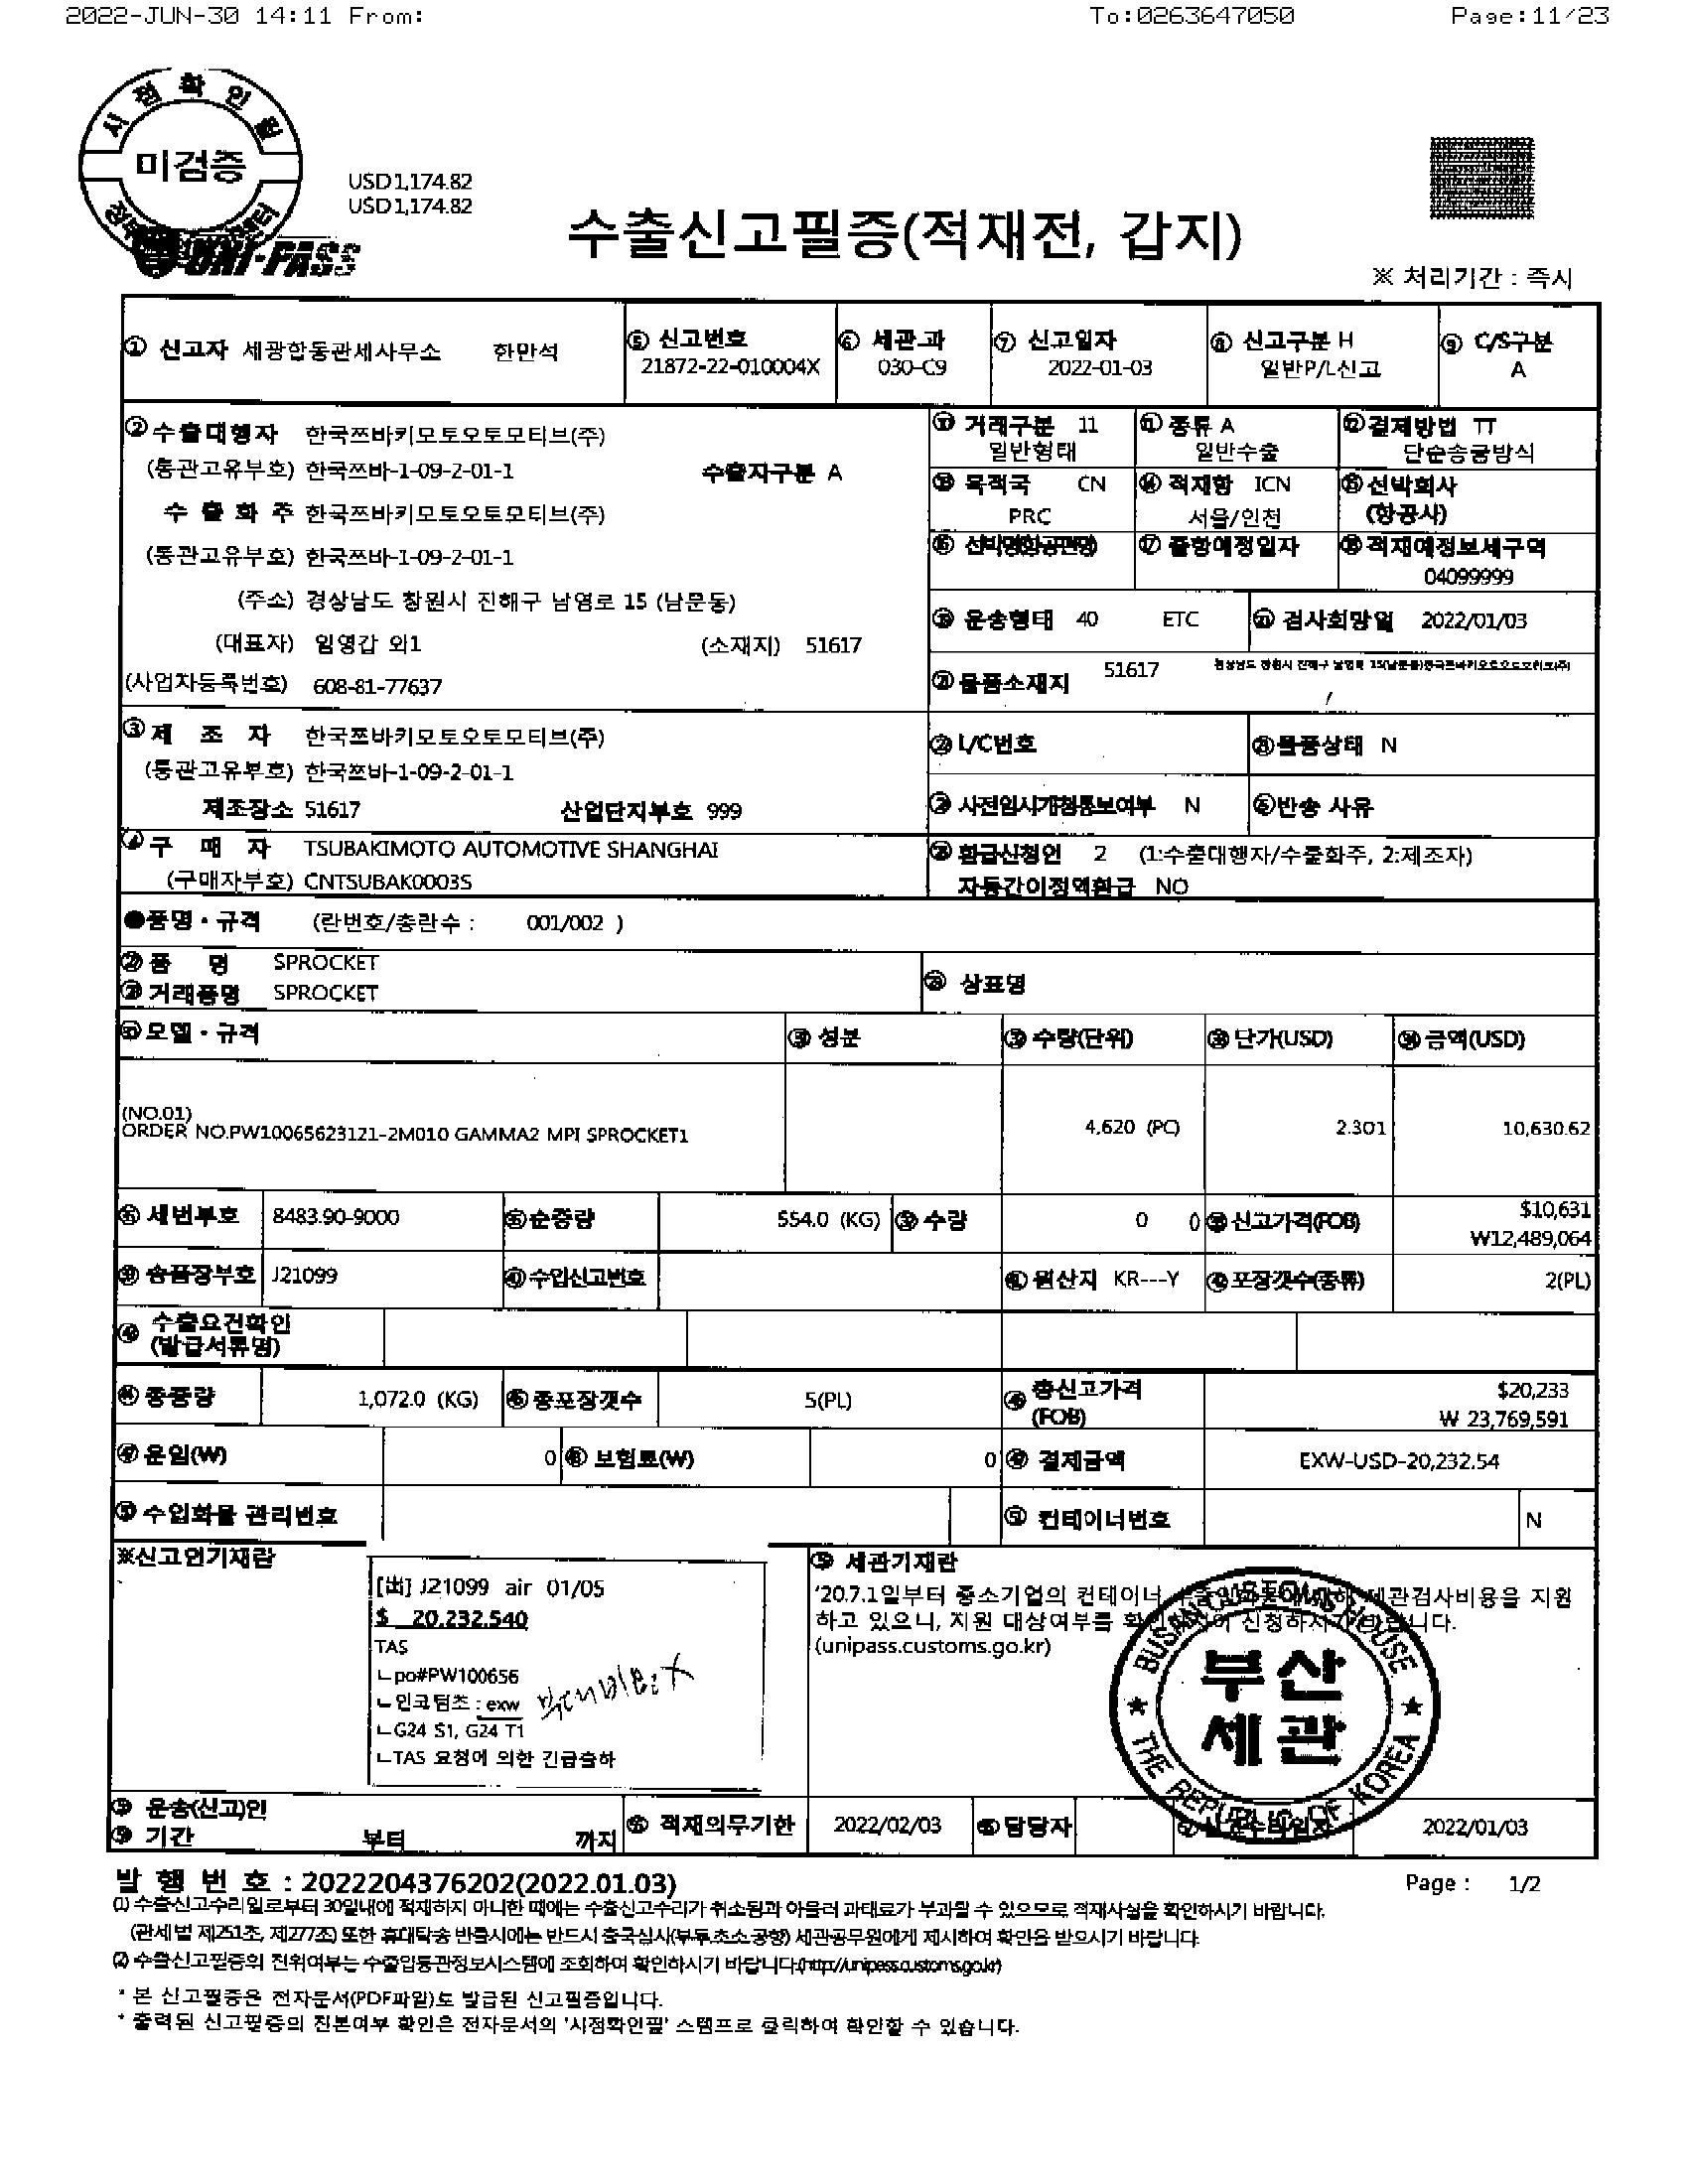 2022-JUN-30 14:11 From: To:0263647050 Page:11/23
시점확인필
미검증
UNI-PASS
USD1,174.82
USD1,174.82
수출신고필증(적재전, 갑지)
※ 처리기간 : 즉시
① 신고자 세광합동관세사무소 한만석
⑤ 신고번호
21872-22-010004X
⑥ 세관.과
030-C9
⑦ 신고일자
2022-01-03
⑧ 신고구분 H
일반P/L신고
⑨ C/S구분
A
② 수출대행자 한국쯔바키모토오토모티브(주)
(통관고유부호) 한국쯔바-1-09-2-01-1 수출자구분 A
수 출 화 주 한국쯔바키모토오토모티브(주)
(통관고유부호) 한국쯔바-1-09-2-01-1
(주소) 경상남도 창원시 진해구 남영로 15 (남문동)
(대표자) 임영갑 외1 (소재지) 51617
(사업자등록번호) 608-81-77637
⑩ 거래구분 11
일반형태
⑪ 종류 A
일반수출
⑫ 결제방법 TT
단순송금방식
⑬ 목적국 CN
PRC
⑭ 적재항 ICN
서울/인천
⑮ 선박회사
(항공사)
⑯ 선박명(항공편명)
⑰ 출항예정일자
⑱ 적재예정보세구역
04099999
⑲ 운송형태 40 ETC
⑳ 검사희망일 2022/01/03
㉑ 물품소재지 51617 경상남도 창원시 진해구 남영로 15(남문동)한국쯔바키모토오토모티브(주)
/
③ 제 조 자 한국쯔바키모토오토모티브(주)
(통관고유부호) 한국쯔바-1-09-2-01-1
제조장소 51617 산업단지부호 999
㉒ L/C번호
㉓ 물품상태 N
㉔ 사전임시개청통보여부 N
㉕ 반송 사유
④ 구 매 자 TSUBAKIMOTO AUTOMOTIVE SHANGHAI
(구매자부호) CNTSUBAK0003S
㉖ 환급신청인 2 (1:수출대행자/수출화주, 2:제조자)
자동간이정액환급 NO
●품명 · 규격 (란번호/총란수 : 001/002 )
㉗ 품 명 SPROCKET
㉘ 거래품명 SPROCKET
㉙ 상표명
㉚ 모델 · 규격
㉛ 성분
㉜ 수량(단위)
㉝ 단가(USD)
㉞ 금액(USD)
(NO.01)
ORDER NO.PW10065623121-2M010 GAMMA2 MPI SPROCKET1 4,620 (PC) 2.301 10,630.62
㉟ 세번부호 8483.90-9000 ㊱ 순중량 554.0 (KG) ㊲ 수량 0 0 ㊳ 신고가격(FOB) $10,631
₩12,489,064
㊴ 송품장부호 J21099 ㊵ 수입신고번호 ㊶ 원산지 KR---Y ㊷ 포장갯수(종류) 2(PL)
㊸ 수출요건확인
(발급서류명)
㊹ 총중량 1,072.0 (KG) ㊺ 총포장갯수 5(PL) ㊻ 총신고가격
(FOB) $20,233
₩ 23,769,591
㊼ 운임(₩) 0 ㊽ 보험료(₩) 0 ㊾ 결제금액 EXW-USD-20,232.54
㊿ 수입화물 관리번호 컨테이너번호 N
※신고인기재란
[出] J21099 air 01/05
$ 20.232.540
TAS
ㄴpo#PW100656
ㄴ인코텀즈 : exw
ㄴG24 S1, G24 T1
ㄴTAS 요청에 의한 긴급출하
세관기재란
'20.7.1일부터 중소기업의 컨테이너 세관검사비용을 지원
하고 있으니, 지원 대상여부를 신청하시기 바랍니다.
(unipass.customs.go.kr)
BUSAN CUSTOMS HOUSE
부산
세관
THE REPUBLIC OF KOREA
운송(신고)인
기간 부터 까지
적재의무기한 2022/02/03 담당자 신고수리일자 2022/01/03
발 행 번 호 : 2022204376202(2022.01.03) Page : 1/2
(1) 수출신고수리일로부터 30일내에 적재하지 아니한 때에는 수출신고수리가 취소됨과 아울러 과태료가 부과될 수 있으므로 적재사실을 확인하시기 바랍니다.
(관세법 제251조, 제277조) 또한 휴대탁송 반출시에는 반드시 출국심사(부두,초소,공항) 세관공무원에게 제시하여 확인을 받으시기 바랍니다.
(2) 수출신고필증의 진위여부는 수출입통관정보시스템에 조회하여 확인하시기 바랍니다.(http://unipass.customs.go.kr)
* 본 신고필증은 전자문서(PDF파일)로 발급된 신고필증입니다.
* 출력된 신고필증의 진본여부 확인은 전자문서의 '시점확인필' 스탬프로 클릭하여 확인할 수 있습니다.